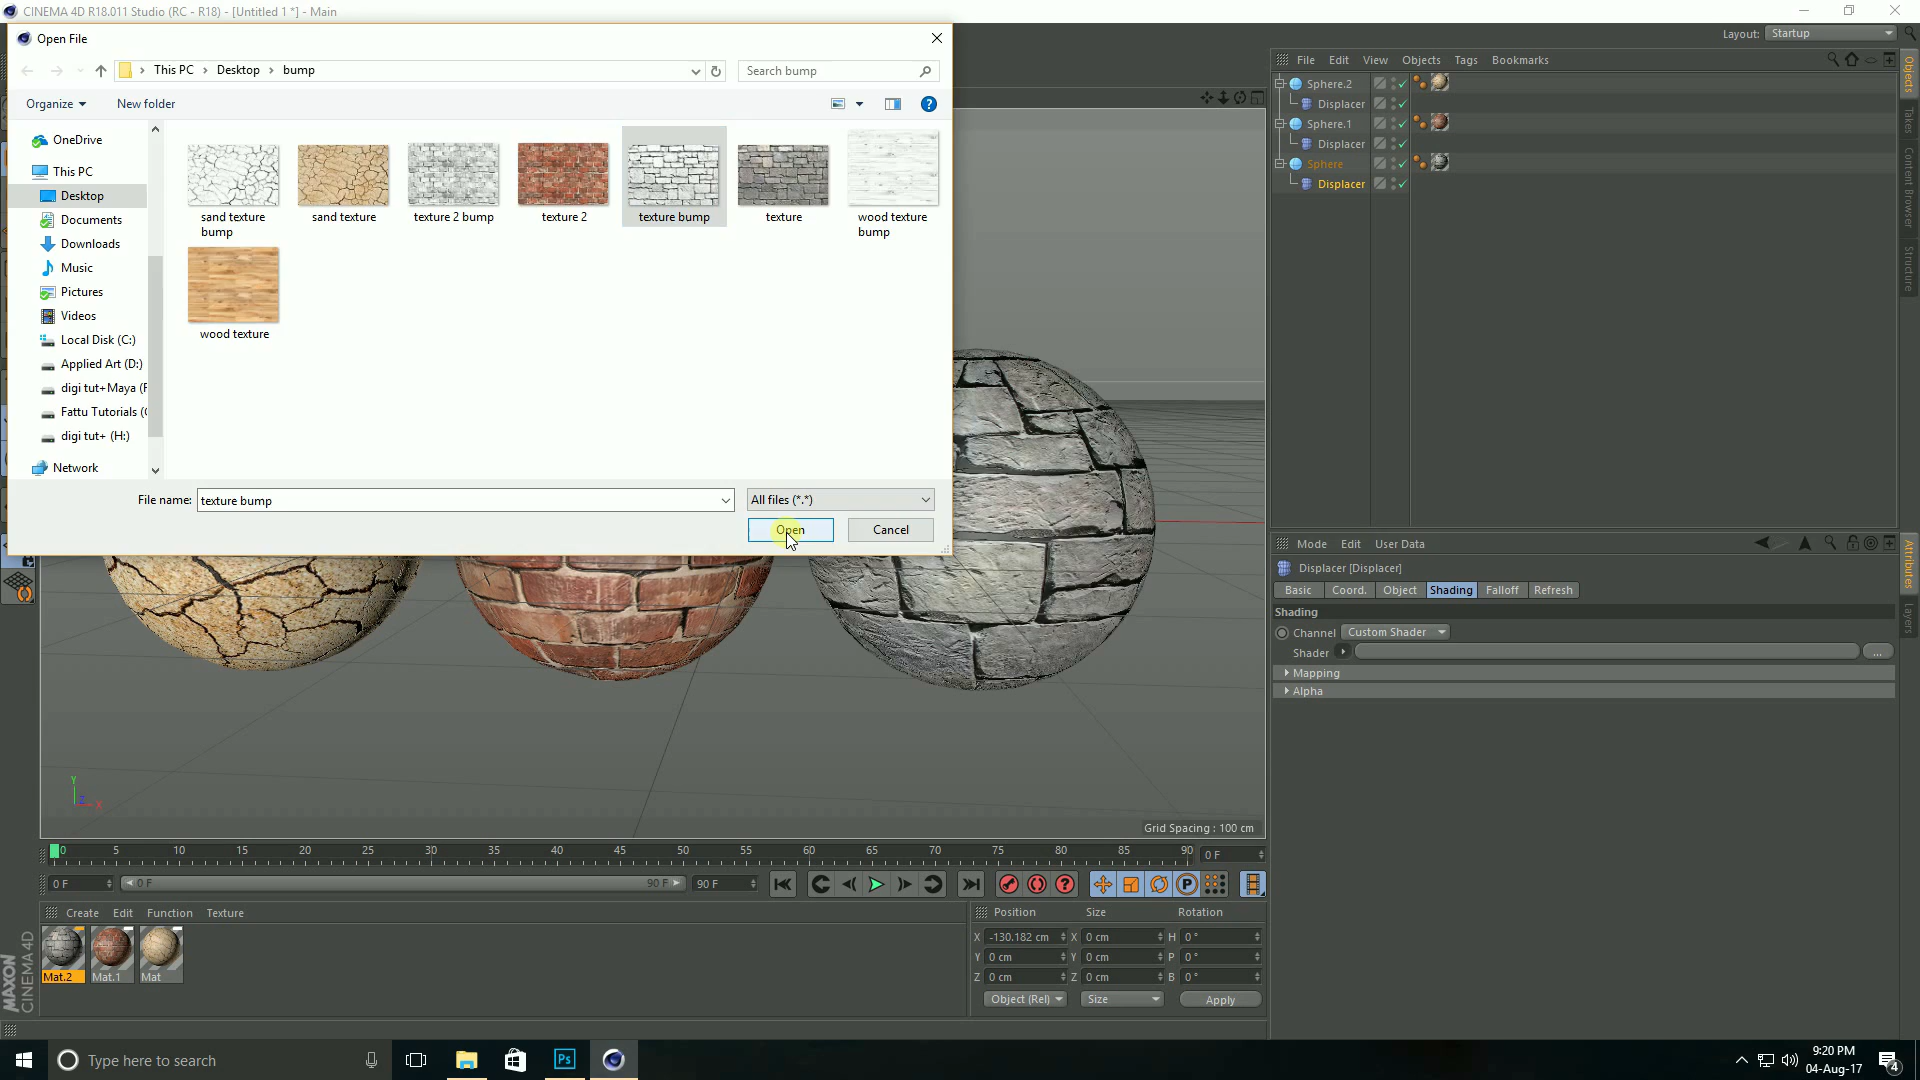 CINEMA 4D R18.011 Studio (RC - R18) - [Untitled 1 *] - Main
Open File
This PC > Desktop > bump
Search bump
Organize
New folder
OneDrive
This PC
Desktop
Documents
Downloads
Music
Pictures
Videos
Local Disk (C:)
Applied Art (D:)
digi tut+Maya (F
Fattu Tutorials (
digi tut+ (H:)
Network
sand texture
bump
sand texture
texture 2 bump
texture 2
texture bump
texture
wood texture
bump
wood texture
File name: texture bump
All files (*.*)
Open
Cancel
Layout: Startup
File Edit View Objects Tags Bookmarks
Sphere.2
Displacer
Sphere.1
Displacer
Sphere
Displacer
Objects
Takes
Content Browser
Structure
Mode Edit User Data
Displacer [Displacer]
Basic Coord. Object Shading Falloff Refresh
Shading
Channel Custom Shader
Shader ...
Mapping
Alpha
Attributes
Layers
Y
Z
X
Grid Spacing : 100 cm
0 5 10 15 20 25 30 35 40 45 50 55 60 65 70 75 80 85 90
0 F
0 F
0 F
90 F
90 F
Create Edit Function Texture
Mat.2
Mat.1
Mat
MAXON
CINEMA 4D
Position Size Rotation
X -130.182 cm X 0 cm H 0 °
Y 0 cm Y 0 cm P 0 °
Z 0 cm Z 0 cm B 0 °
Object (Rel) Size Apply
Type here to search
Ps
9:20 PM
04-Aug-17
4